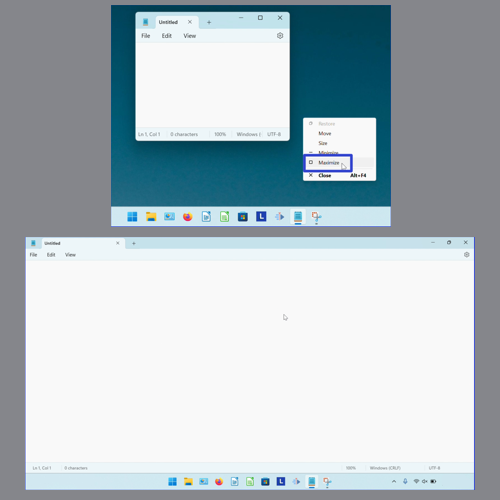 Untitled
File Edit View
Ln 1, Col 1 0 characters 100% Windows ( UTF-8
Restore
Move
Size
Minimize
Maximize
Close Alt+F4
L
Untitled
File Edit View
Ln 1, Col 1 0 characters 100% Windows (CRLF) UTF-8
L